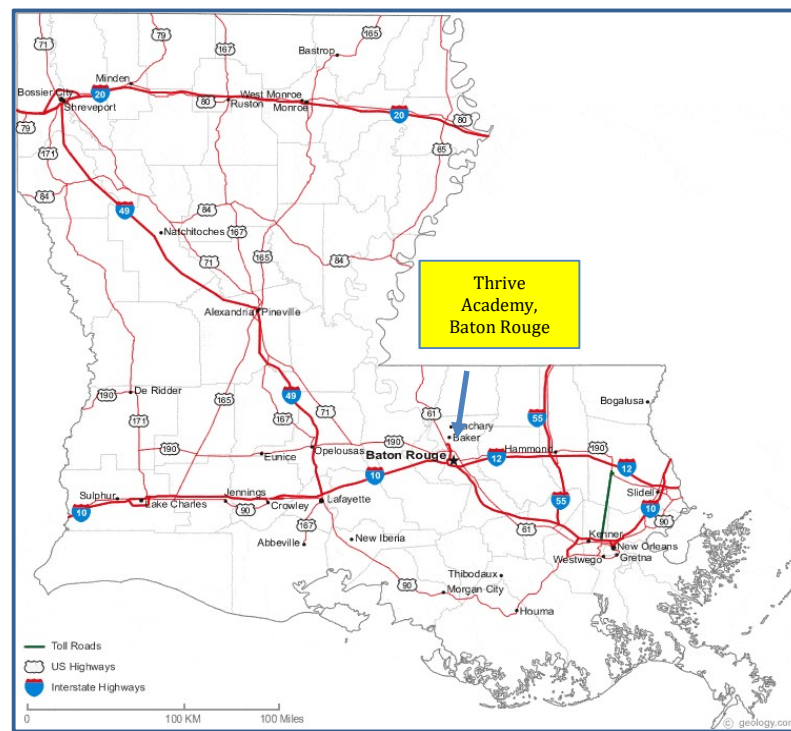 71
79
167
165
Bastrop
Minden
Bossier City
20
West Monroe
80
Ruston
Monroe
Shreveport
20
80
79
171
65
84
49
84
167
Natchitoches
165
71
84
Thrive
Academy,
Baton Rouge
Alexandria
Pineville
De Ridder
190
171
165
49
167
71
61
55
Bogalusa
Zachary
Baker
190
190
Opelousas
Eunice
Baton Rouge
Hammond
190
12
12
10
Sulphur
Lake Charles
Jennings
90
Crowley
Lafayette
55
Slidell
10
90
10
61
Kenner
New Orleans
167
Abbeville
New Iberia
Westwego
Gretna
Thibodaux
90
Morgan City
Houma
Toll Roads
US Highways
Interstate Highways
0
100 KM
100 Miles
© geology.com